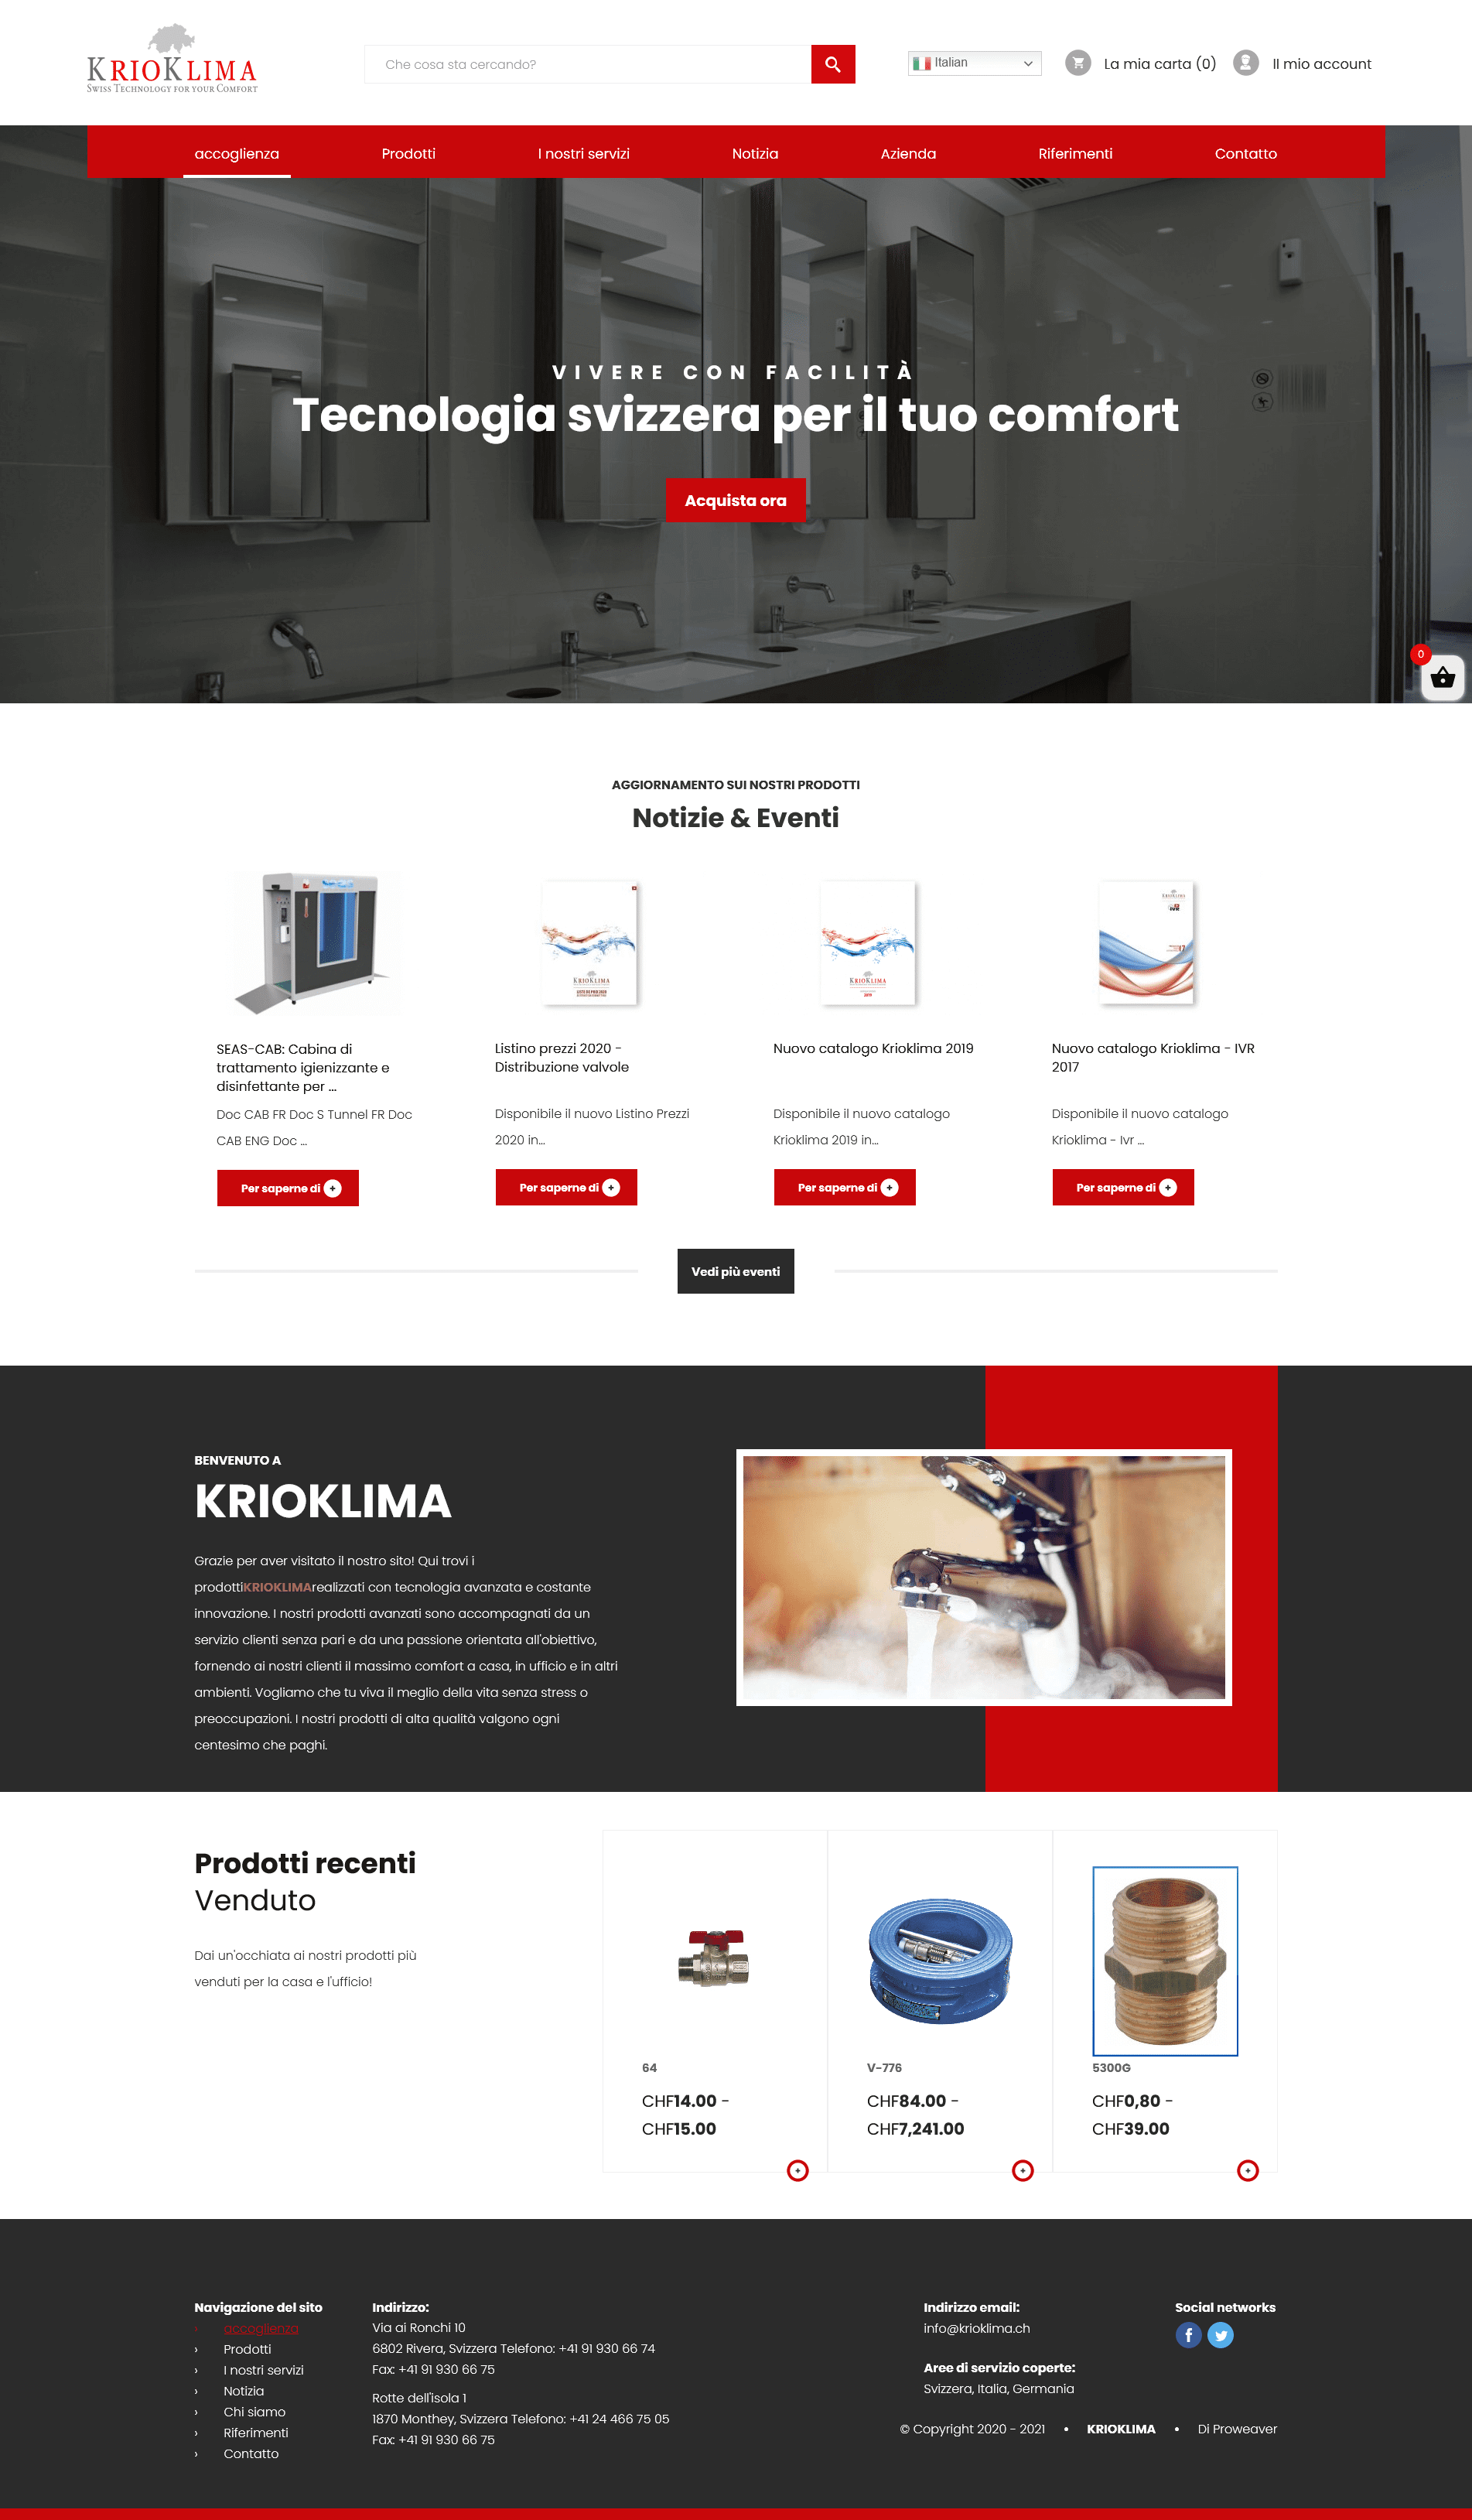 KRIOKLIMA
SWISS TECHNOLOGY FOR YOUR COMFORT
Che cosa sta cercando?
Italian
La mia carta (0)
Il mio account
accoglienza
Prodotti
I nostri servizi
Notizia
Azienda
Riferimenti
Contatto
VIVERE CON FACILITÀ
Tecnologia svizzera per il tuo comfort
Acquista ora
0
AGGIORNAMENTO SUI NOSTRI PRODOTTI
Notizie & Eventi
KRIOKLIMA
LISTE DE PRIX 2020
KRIOKLIMA
2019
KRIOKLIMA
IVR
17
SEAS-CAB: Cabina di
trattamento igienizzante e
disinfettante per ...
Doc CAB FR Doc S Tunnel FR Doc
CAB ENG Doc ...
Per saperne di
Listino prezzi 2020 -
Distribuzione valvole
Disponibile il nuovo Listino Prezzi
2020 in...
Per saperne di
Nuovo catalogo Krioklima 2019
Disponibile il nuovo catalogo
Krioklima 2019 in...
Per saperne di
Nuovo catalogo Krioklima - IVR
2017
Disponibile il nuovo catalogo
Krioklima - Ivr ...
Per saperne di
Vedi più eventi
BENVENUTO A
KRIOKLIMA
Grazie per aver visitato il nostro sito! Qui trovi i
prodottiKRIOKLIMArealizzati con tecnologia avanzata e costante
innovazione. I nostri prodotti avanzati sono accompagnati da un
servizio clienti senza pari e da una passione orientata all'obiettivo,
fornendo ai nostri clienti il massimo comfort a casa, in ufficio e in altri
ambienti. Vogliamo che tu viva il meglio della vita senza stress o
preoccupazioni. I nostri prodotti di alta qualità valgono ogni
centesimo che paghi.
Prodotti recenti
Venduto
Dai un'occhiata ai nostri prodotti più
venduti per la casa e l'ufficio!
64
CHF14.00 -
CHF15.00
V-776
CHF84.00 -
CHF7,241.00
5300G
CHF0,80 -
CHF39.00
Navigazione del sito
› accoglienza
› Prodotti
› I nostri servizi
› Notizia
› Chi siamo
› Riferimenti
› Contatto
Indirizzo:
Via ai Ronchi 10
6802 Rivera, Svizzera Telefono: +41 91 930 66 74
Fax: +41 91 930 66 75
Rotte dell'isola 1
1870 Monthey, Svizzera Telefono: +41 24 466 75 05
Fax: +41 91 930 66 75
Indirizzo email:
info@krioklima.ch
Aree di servizio coperte:
Svizzera, Italia, Germania
Social networks
© Copyright 2020 - 2021 • KRIOKLIMA • Di Proweaver